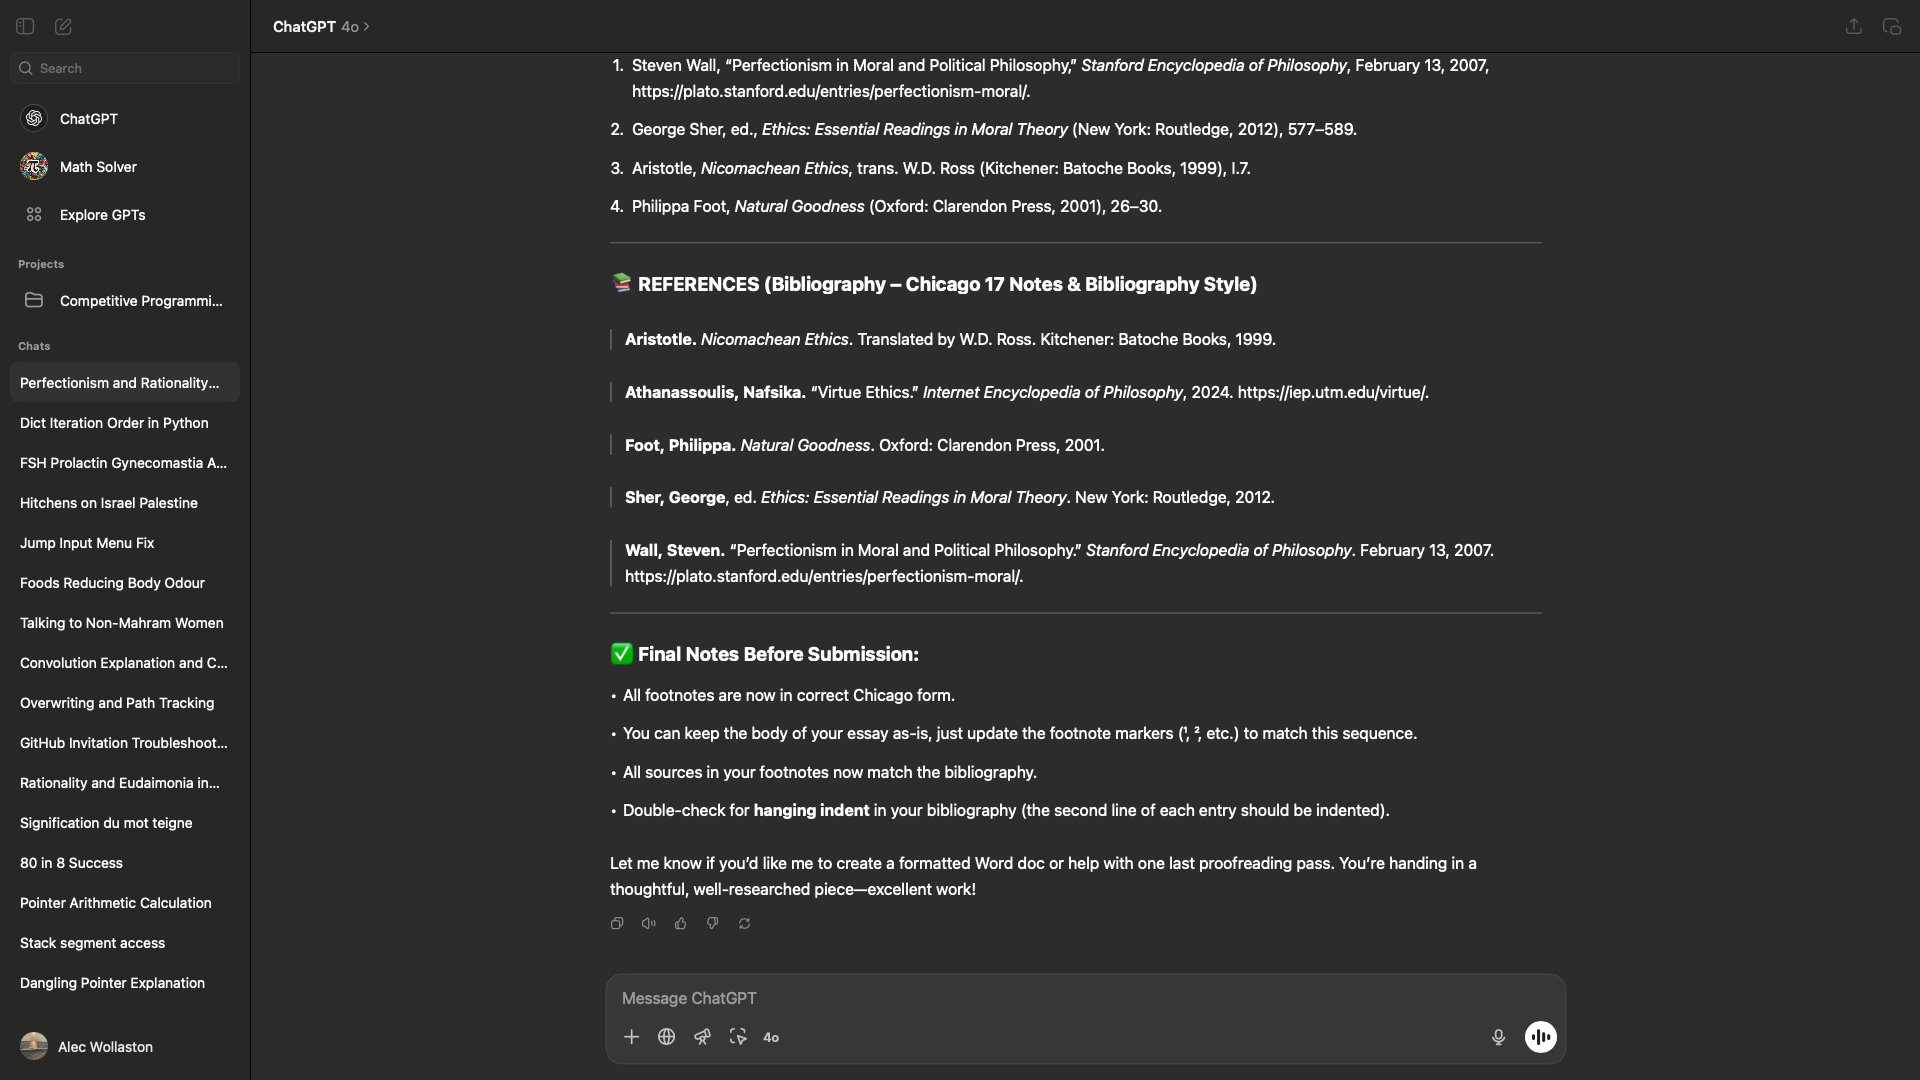 ChatGPT 4o >
Search
ChatGPT
Math Solver
Explore GPTs
Projects
Competitive Programmi...
Chats
Perfectionism and Rationality...
Dict Iteration Order in Python
FSH Prolactin Gynecomastia A...
Hitchens on Israel Palestine
Jump Input Menu Fix
Foods Reducing Body Odour
Talking to Non-Mahram Women
Convolution Explanation and C...
Overwriting and Path Tracking
GitHub Invitation Troubleshoot...
Rationality and Eudaimonia in...
Signification du mot teigne
80 in 8 Success
Pointer Arithmetic Calculation
Stack segment access
Dangling Pointer Explanation
Alec Wollaston
1. Steven Wall, “Perfectionism in Moral and Political Philosophy,” Stanford Encyclopedia of Philosophy, February 13, 2007,
https://plato.stanford.edu/entries/perfectionism-moral/.
2. George Sher, ed., Ethics: Essential Readings in Moral Theory (New York: Routledge, 2012), 577–589.
3. Aristotle, Nicomachean Ethics, trans. W.D. Ross (Kitchener: Batoche Books, 1999), I.7.
4. Philippa Foot, Natural Goodness (Oxford: Clarendon Press, 2001), 26–30.
📚 REFERENCES (Bibliography – Chicago 17 Notes & Bibliography Style)
Aristotle. Nicomachean Ethics. Translated by W.D. Ross. Kitchener: Batoche Books, 1999.
Athanassoulis, Nafsika. “Virtue Ethics.” Internet Encyclopedia of Philosophy, 2024. https://iep.utm.edu/virtue/.
Foot, Philippa. Natural Goodness. Oxford: Clarendon Press, 2001.
Sher, George, ed. Ethics: Essential Readings in Moral Theory. New York: Routledge, 2012.
Wall, Steven. “Perfectionism in Moral and Political Philosophy.” Stanford Encyclopedia of Philosophy. February 13, 2007.
https://plato.stanford.edu/entries/perfectionism-moral/.
✅ Final Notes Before Submission:
• All footnotes are now in correct Chicago form.
• You can keep the body of your essay as-is, just update the footnote markers (¹, ², etc.) to match this sequence.
• All sources in your footnotes now match the bibliography.
• Double-check for hanging indent in your bibliography (the second line of each entry should be indented).
Let me know if you’d like me to create a formatted Word doc or help with one last proofreading pass. You’re handing in a
thoughtful, well-researched piece—excellent work!
Message ChatGPT
4o